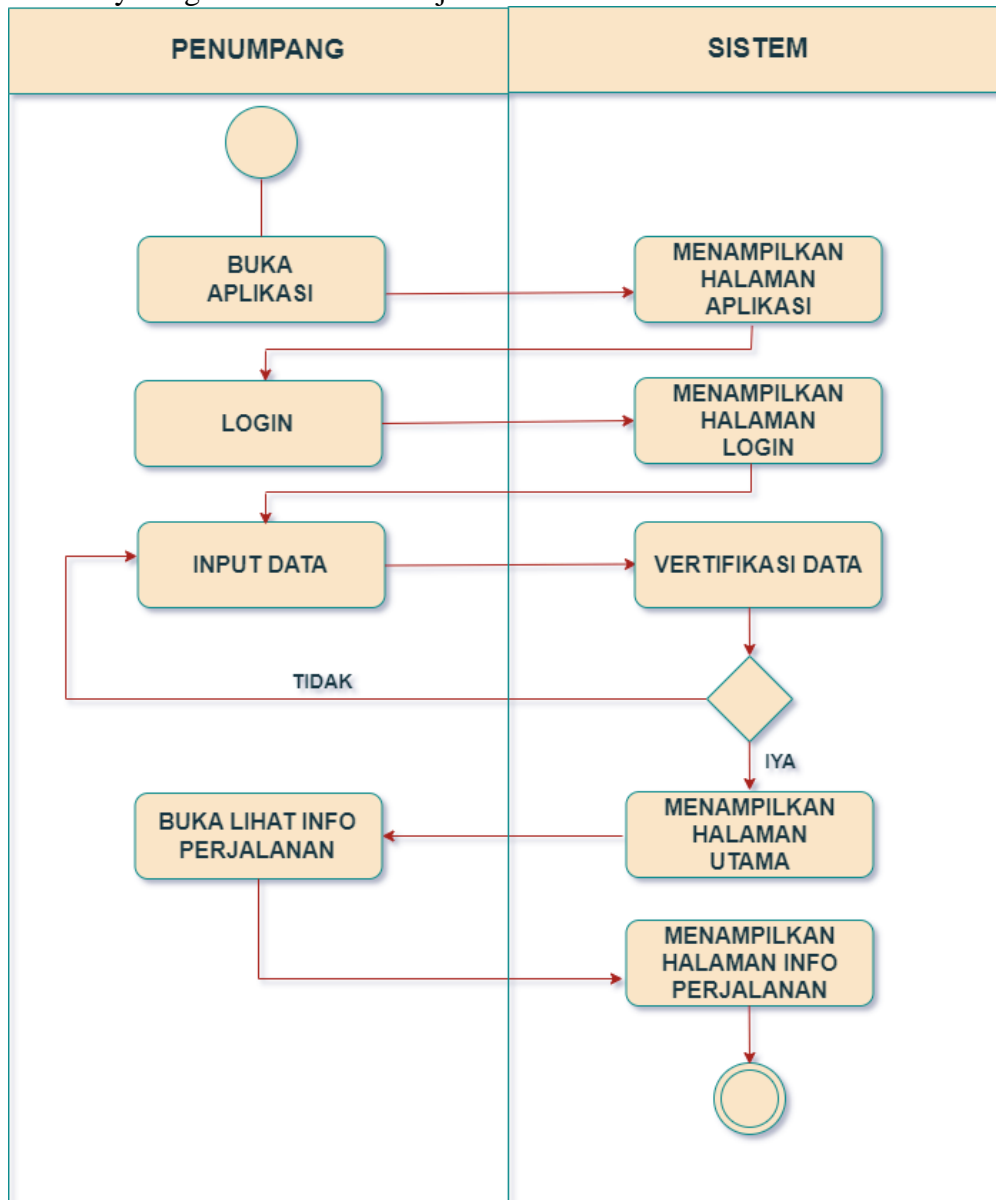 PENUMPANG
SISTEM
BUKA
APLIKASI
MENAMPILKAN
HALAMAN
APLIKASI
LOGIN
MENAMPILKAN
HALAMAN
LOGIN
INPUT DATA
VERTIFIKASI DATA
TIDAK
IYA
BUKA LIHAT INFO
PERJALANAN
MENAMPILKAN
HALAMAN
UTAMA
MENAMPILKAN
HALAMAN INFO
PERJALANAN